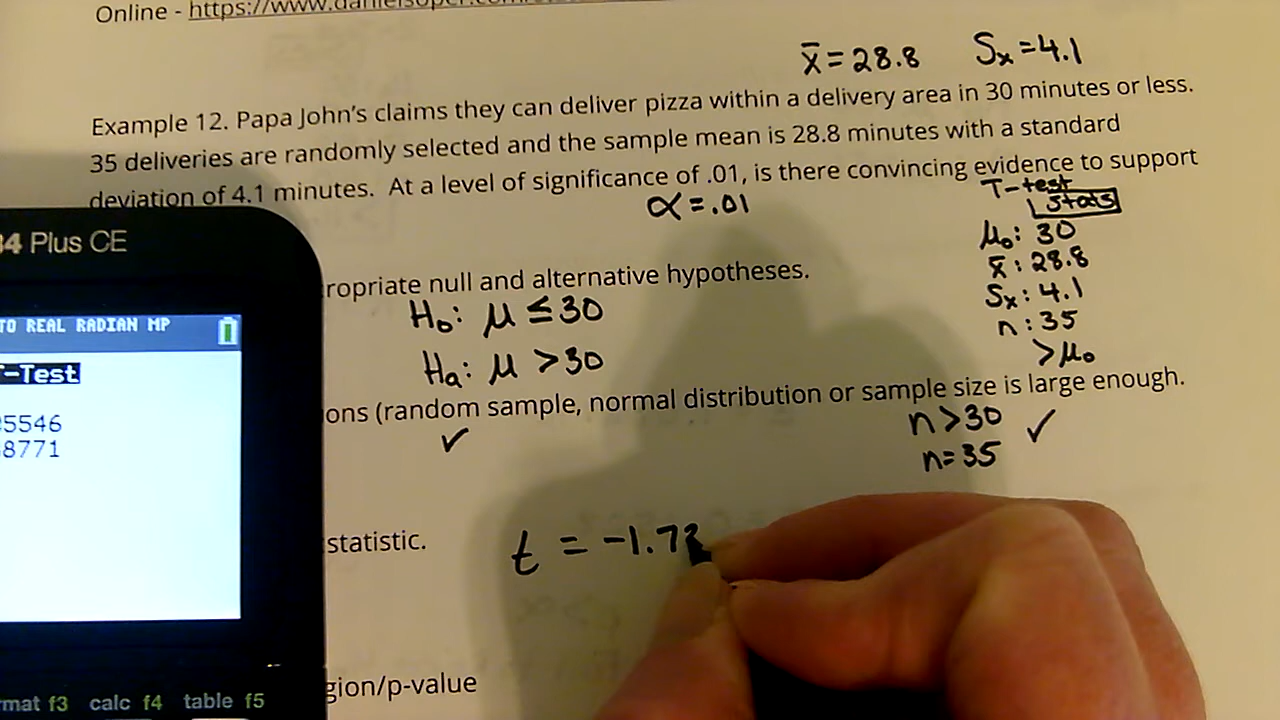 Online - https://www.danielsoper.com
x̄ = 28.8 Sx = 4.1
Example 12. Papa John's claims they can deliver pizza within a delivery area in 30 minutes or less.
35 deliveries are randomly selected and the sample mean is 28.8 minutes with a standard
deviation of 4.1 minutes. At a level of significance of .01, is there convincing evidence to support
α = .01
T-test
Stats
μ₀: 30
x̄: 28.8
Sx: 4.1
n: 35
>μ₀
ropriate null and alternative hypotheses.
H₀: μ ≤ 30
Hₐ: μ > 30
ons (random sample, normal distribution or sample size is large enough.
✓
n > 30 ✓
n = 35
statistic.
t = -1.73
gion/p-value
4 Plus CE
TO REAL RADIAN MP
T-Test
5546
8771
mat f3 calc f4 table f5